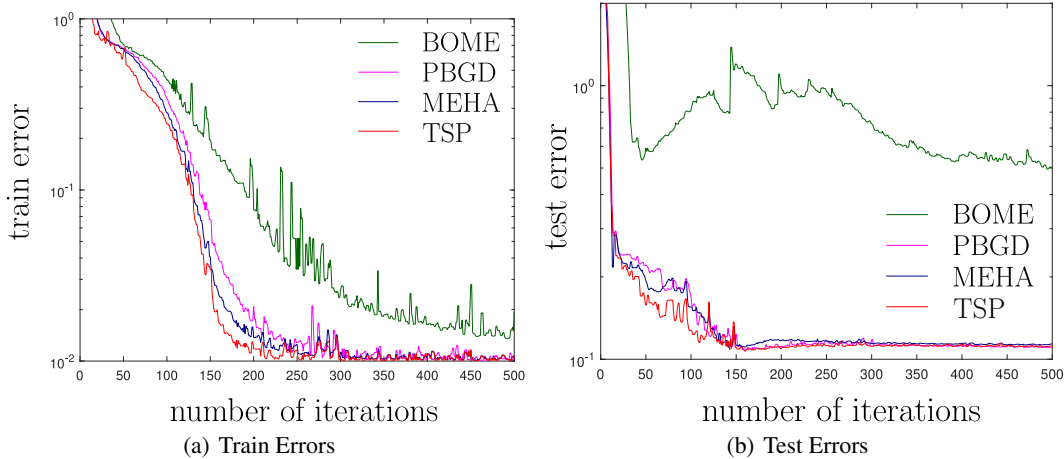 train error
10^0
10^-1
10^-2
BOME
PBGD
MEHA
TSP
0 50 100 150 200 250 300 350 400 450 500
number of iterations
(a) Train Errors
test error
10^0
10^-1
BOME
PBGD
MEHA
TSP
0 50 100 150 200 250 300 350 400 450 500
number of iterations
(b) Test Errors